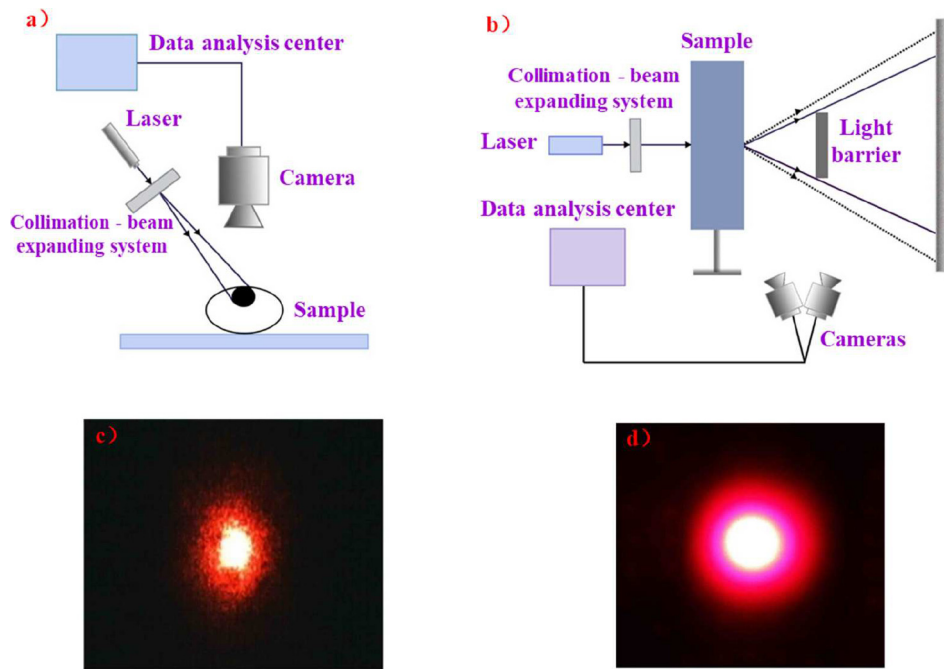 a）
Data analysis center
Laser
Camera
Collimation - beam
expanding system
Sample
b）
Sample
Collimation - beam
expanding system
Laser
Light
barrier
Data analysis center
Cameras
c）
d）